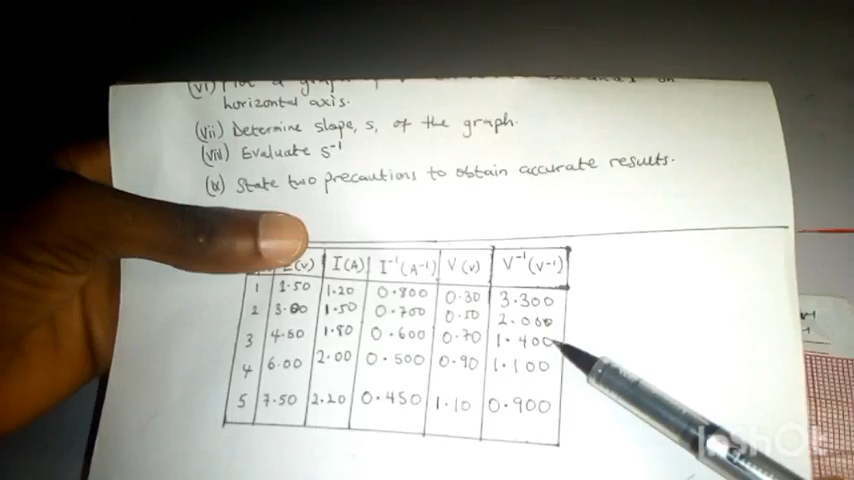 (vi) Plot a graph of
horizontal axis.
(vii) Determine slope, s, of the graph.
(viii) Evaluate s⁻¹
(ix) State two precautions to obtain accurate results.
E(v) I(A) I⁻¹(A⁻¹) V(v) V⁻¹(V⁻¹)
1 1.50 1.20 0.800 0.30 3.300
2 3.00 1.50 0.700 0.50 2.000
3 4.50 1.80 0.600 0.70 1.400
4 6.00 2.00 0.500 0.90 1.100
5 7.50 2.20 0.450 1.10 0.900
InShOt